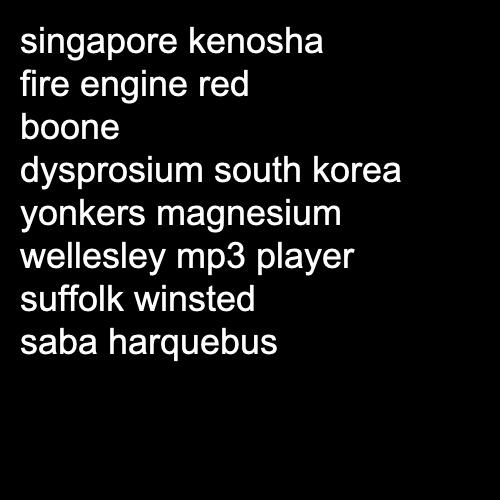 singapore kenosha
fire engine red
boone
dysprosium south korea
yonkers magnesium
wellesley mp3 player
suffolk winsted
saba harquebus